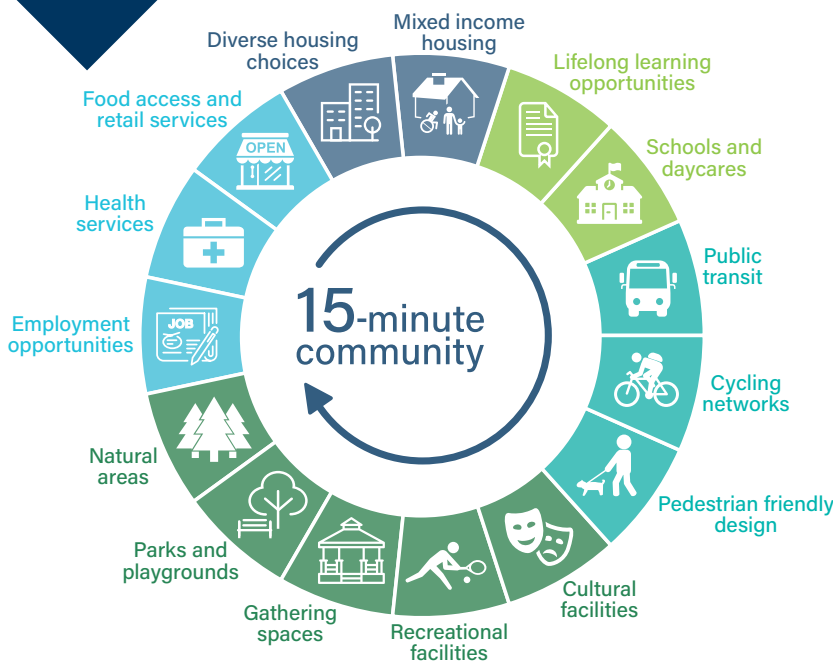 Mixed income
housing
Lifelong learning
opportunities
Schools and
daycares
Public
transit
Cycling
networks
Pedestrian friendly
design
Cultural
facilities
Recreational
facilities
Gathering
spaces
Parks and
playgrounds
Natural
areas
Employment
opportunities
Health
services
Food access and
retail services
Diverse housing
choices
OPEN
JOB
15-minute
community